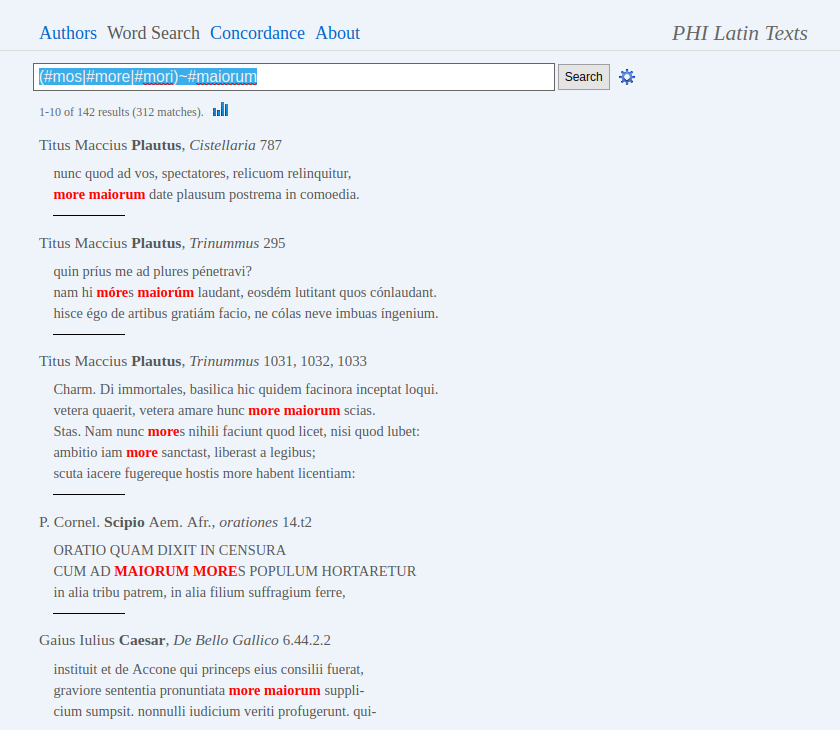 Authors Word Search Concordance About PHI Latin Texts
(#mos|#more|#mori)~#maiorum Search
1-10 of 142 results (312 matches).
Titus Maccius Plautus, Cistellaria 787
nunc quod ad vos, spectatores, relicuom relinquitur,
more maiorum date plausum postrema in comoedia.
Titus Maccius Plautus, Trinummus 295
quin príus me ad plures pénetravi?
nam hi móres maiorúm laudant, eosdém lutitant quos cónlaudant.
hisce égo de artibus gratiám facio, ne cólas neve imbuas íngenium.
Titus Maccius Plautus, Trinummus 1031, 1032, 1033
Charm. Di immortales, basilica hic quidem facinora inceptat loqui.
vetera quaerit, vetera amare hunc more maiorum scias.
Stas. Nam nunc mores nihili faciunt quod licet, nisi quod lubet:
ambitio iam more sanctast, liberast a legibus;
scuta iacere fugereque hostis more habent licentiam:
P. Cornel. Scipio Aem. Afr., orationes 14.t2
ORATIO QUAM DIXIT IN CENSURA
CUM AD MAIORUM MORES POPULUM HORTARETUR
in alia tribu patrem, in alia filium suffragium ferre,
Gaius Iulius Caesar, De Bello Gallico 6.44.2.2
instituit et de Accone qui princeps eius consilii fuerat,
graviore sententia pronuntiata more maiorum suppli-
cium sumpsit. nonnulli iudicium veriti profugerunt. qui-